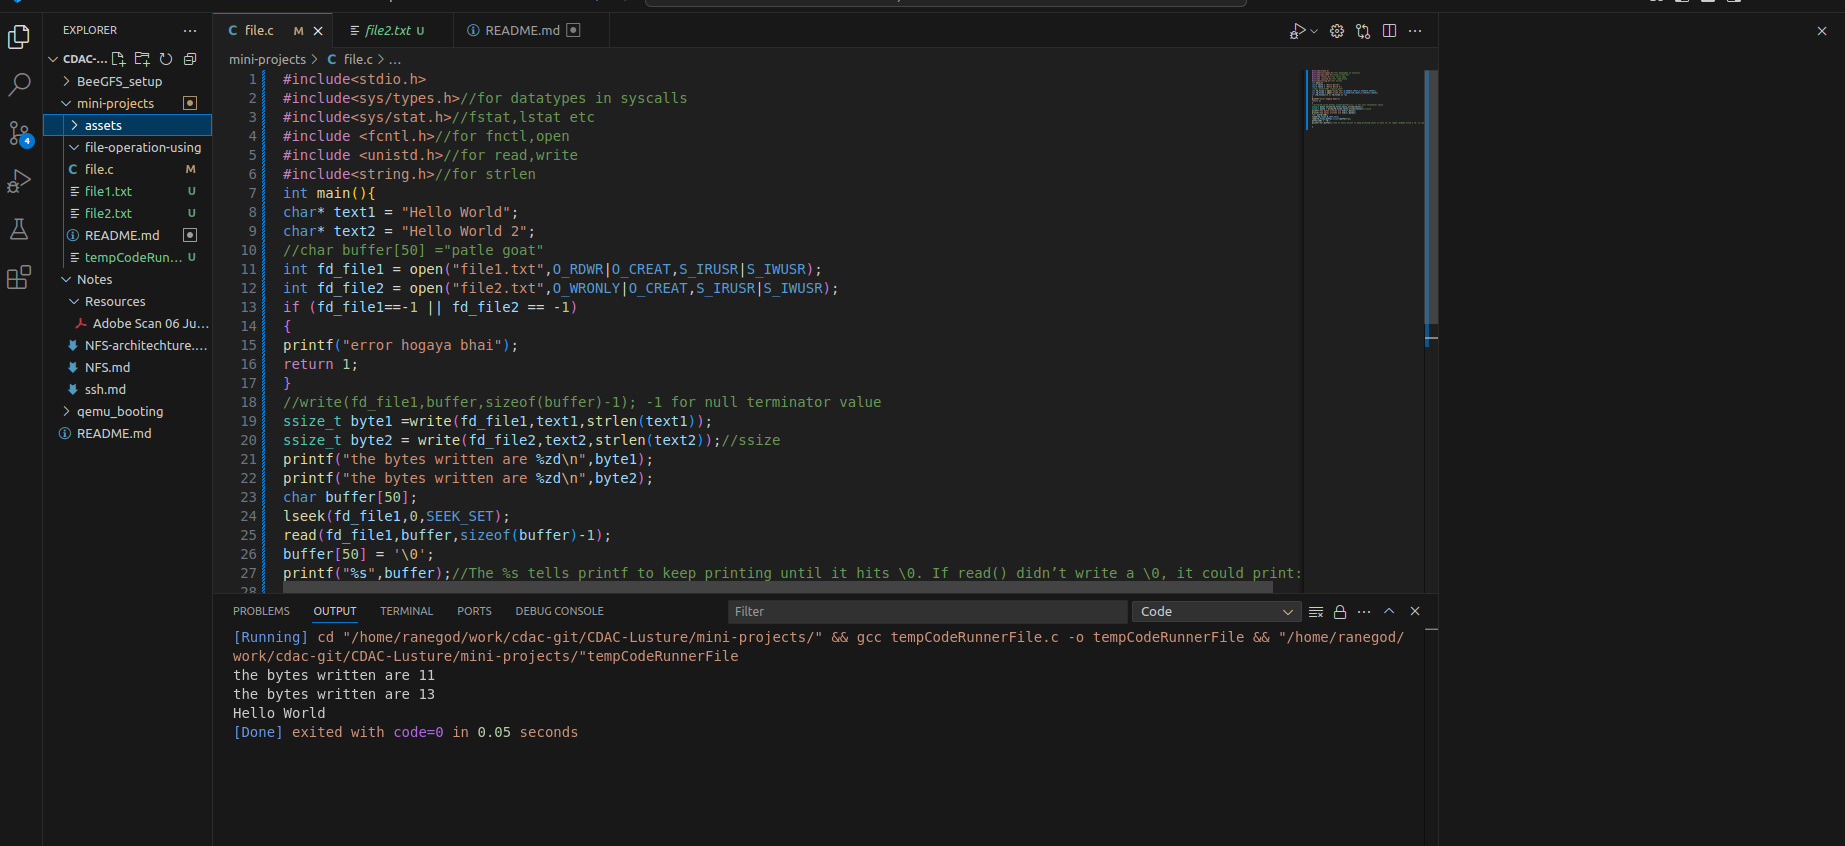 EXPLORER
CDAC-...
BeeGFS_setup
mini-projects
assets
file-operation-using
file.c M
file1.txt U
file2.txt U
README.md
tempCodeRun... U
Notes
Resources
Adobe Scan 06 Ju...
NFS-architechture....
NFS.md
ssh.md
qemu_booting
README.md
4
file.c M
file2.txt U
README.md
mini-projects > file.c > ...
1 #include<stdio.h>
2 #include<sys/types.h>//for datatypes in syscalls
3 #include<sys/stat.h>//fstat,lstat etc
4 #include <fcntl.h>//for fnctl,open
5 #include <unistd.h>//for read,write
6 #include<string.h>//for strlen
7 int main(){
8 char* text1 = "Hello World";
9 char* text2 = "Hello World 2";
10 //char buffer[50] ="patle goat"
11 int fd_file1 = open("file1.txt",O_RDWR|O_CREAT,S_IRUSR|S_IWUSR);
12 int fd_file2 = open("file2.txt",O_WRONLY|O_CREAT,S_IRUSR|S_IWUSR);
13 if (fd_file1==-1 || fd_file2 == -1)
14 {
15 printf("error hogaya bhai");
16 return 1;
17 }
18 //write(fd_file1,buffer,sizeof(buffer)-1); -1 for null terminator value
19 ssize_t byte1 =write(fd_file1,text1,strlen(text1));
20 ssize_t byte2 = write(fd_file2,text2,strlen(text2));//ssize
21 printf("the bytes written are %zd\n",byte1);
22 printf("the bytes written are %zd\n",byte2);
23 char buffer[50];
24 lseek(fd_file1,0,SEEK_SET);
25 read(fd_file1,buffer,sizeof(buffer)-1);
26 buffer[50] = '\0';
27 printf("%s",buffer);//The %s tells printf to keep printing until it hits \0. If read() didn’t write a \0, it could print:
28
PROBLEMS OUTPUT TERMINAL PORTS DEBUG CONSOLE Filter Code
[Running] cd "/home/ranegod/work/cdac-git/CDAC-Lusture/mini-projects/" && gcc tempCodeRunnerFile.c -o tempCodeRunnerFile && "/home/ranegod/
work/cdac-git/CDAC-Lusture/mini-projects/"tempCodeRunnerFile
the bytes written are 11
the bytes written are 13
Hello World
[Done] exited with code=0 in 0.05 seconds